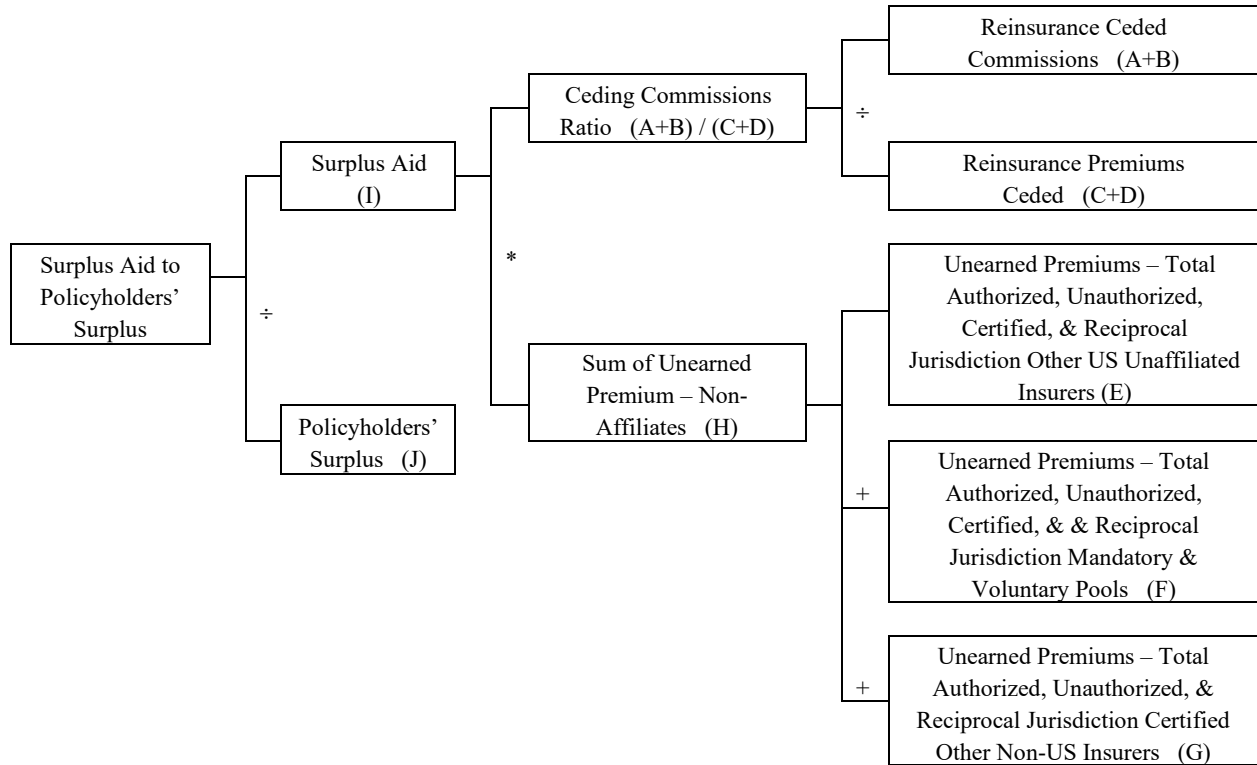 Surplus Aid to
Policyholders’
Surplus
÷
Surplus Aid
(I)
Policyholders’
Surplus (J)
*
Ceding Commissions
Ratio (A+B) / (C+D)
Sum of Unearned
Premium – Non-
Affiliates (H)
÷
+
+
Reinsurance Ceded
Commissions (A+B)
Reinsurance Premiums
Ceded (C+D)
Unearned Premiums – Total
Authorized, Unauthorized,
Certified, & Reciprocal
Jurisdiction Other US Unaffiliated
Insurers (E)
Unearned Premiums – Total
Authorized, Unauthorized,
Certified, & & Reciprocal
Jurisdiction Mandatory &
Voluntary Pools (F)
Unearned Premiums – Total
Authorized, Unauthorized, &
Reciprocal Jurisdiction Certified
Other Non-US Insurers (G)